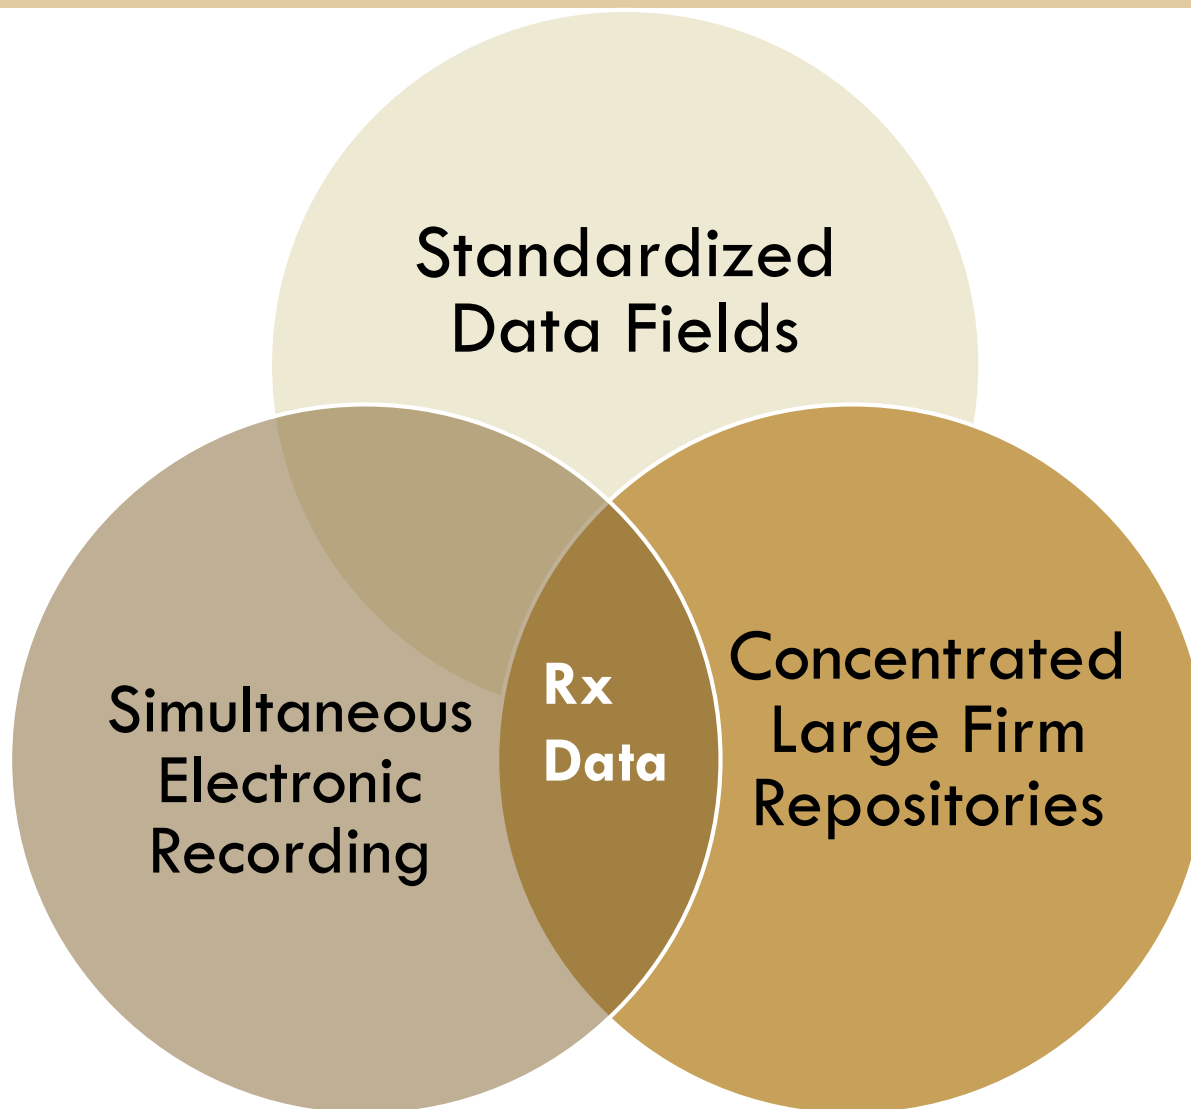 Standardized
Data Fields
Simultaneous
Electronic
Recording
Rx
Data
Concentrated
Large Firm
Repositories